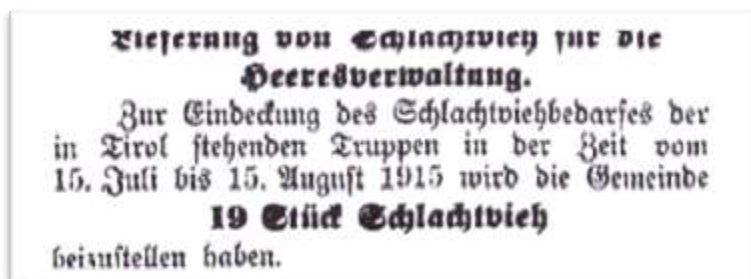 Lieferung von Schlachtvieh für die
Heeresverwaltung.
Zur Eindeckung des Schlachtviehbedarfes der
in Tirol stehenden Truppen in der Zeit vom
15. Juli bis 15. August 1915 wird die Gemeinde
19 Stück Schlachtvieh
beizustellen haben.